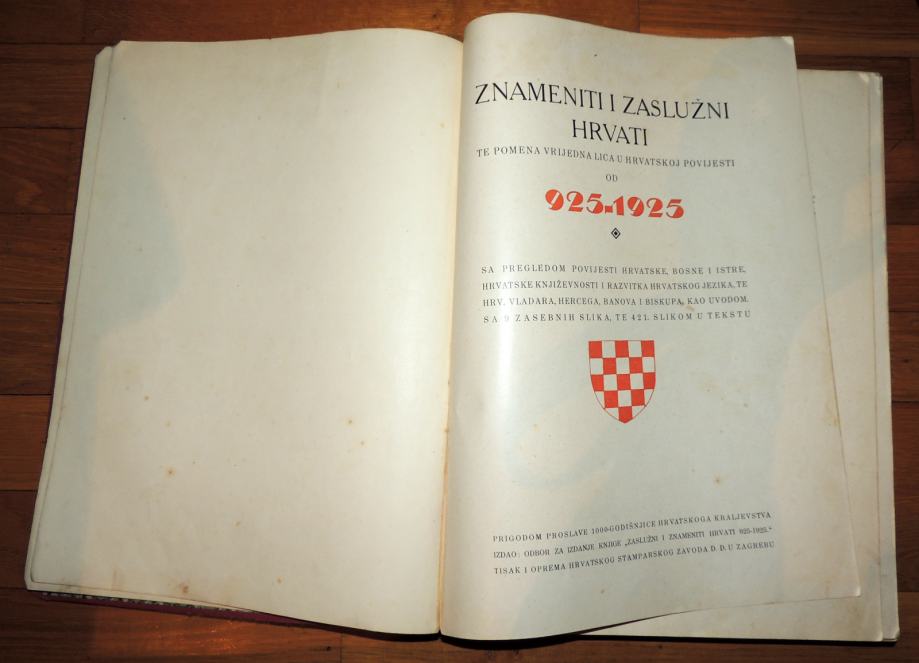 ZNAMENITI I ZASLUŽNI
HRVATI
TE POMENA VRIJEDNA LICA U HRVATSKOJ POVIJESTI
OD
925-1925
SA PREGLEDOM POVIJESTI HRVATSKE, BOSNE I ISTRE,
HRVATSKE KNJIŽEVNOSTI I RAZVITKA HRVATSKOG JEZIKA, TE
HRV. VLADARA, HERCEGA, BANOVA I BISKUPA, KAO UVODOM.
SA 9 ZASEBNIH SLIKA, TE 421. SLIKOM U TEKSTU
PRIGODOM PROSLAVE 1000-GODIŠNJICE HRVATSKOGA KRALJEVSTVA
IZDAO: ODBOR ZA IZDANJE KNJIGE „ZASLUŽNI I ZNAMENITI HRVATI 925-1925."
TISAK I OPREMA HRVATSKOG ŠTAMPARSKOG ZAVODA D. D. U ZAGREBU